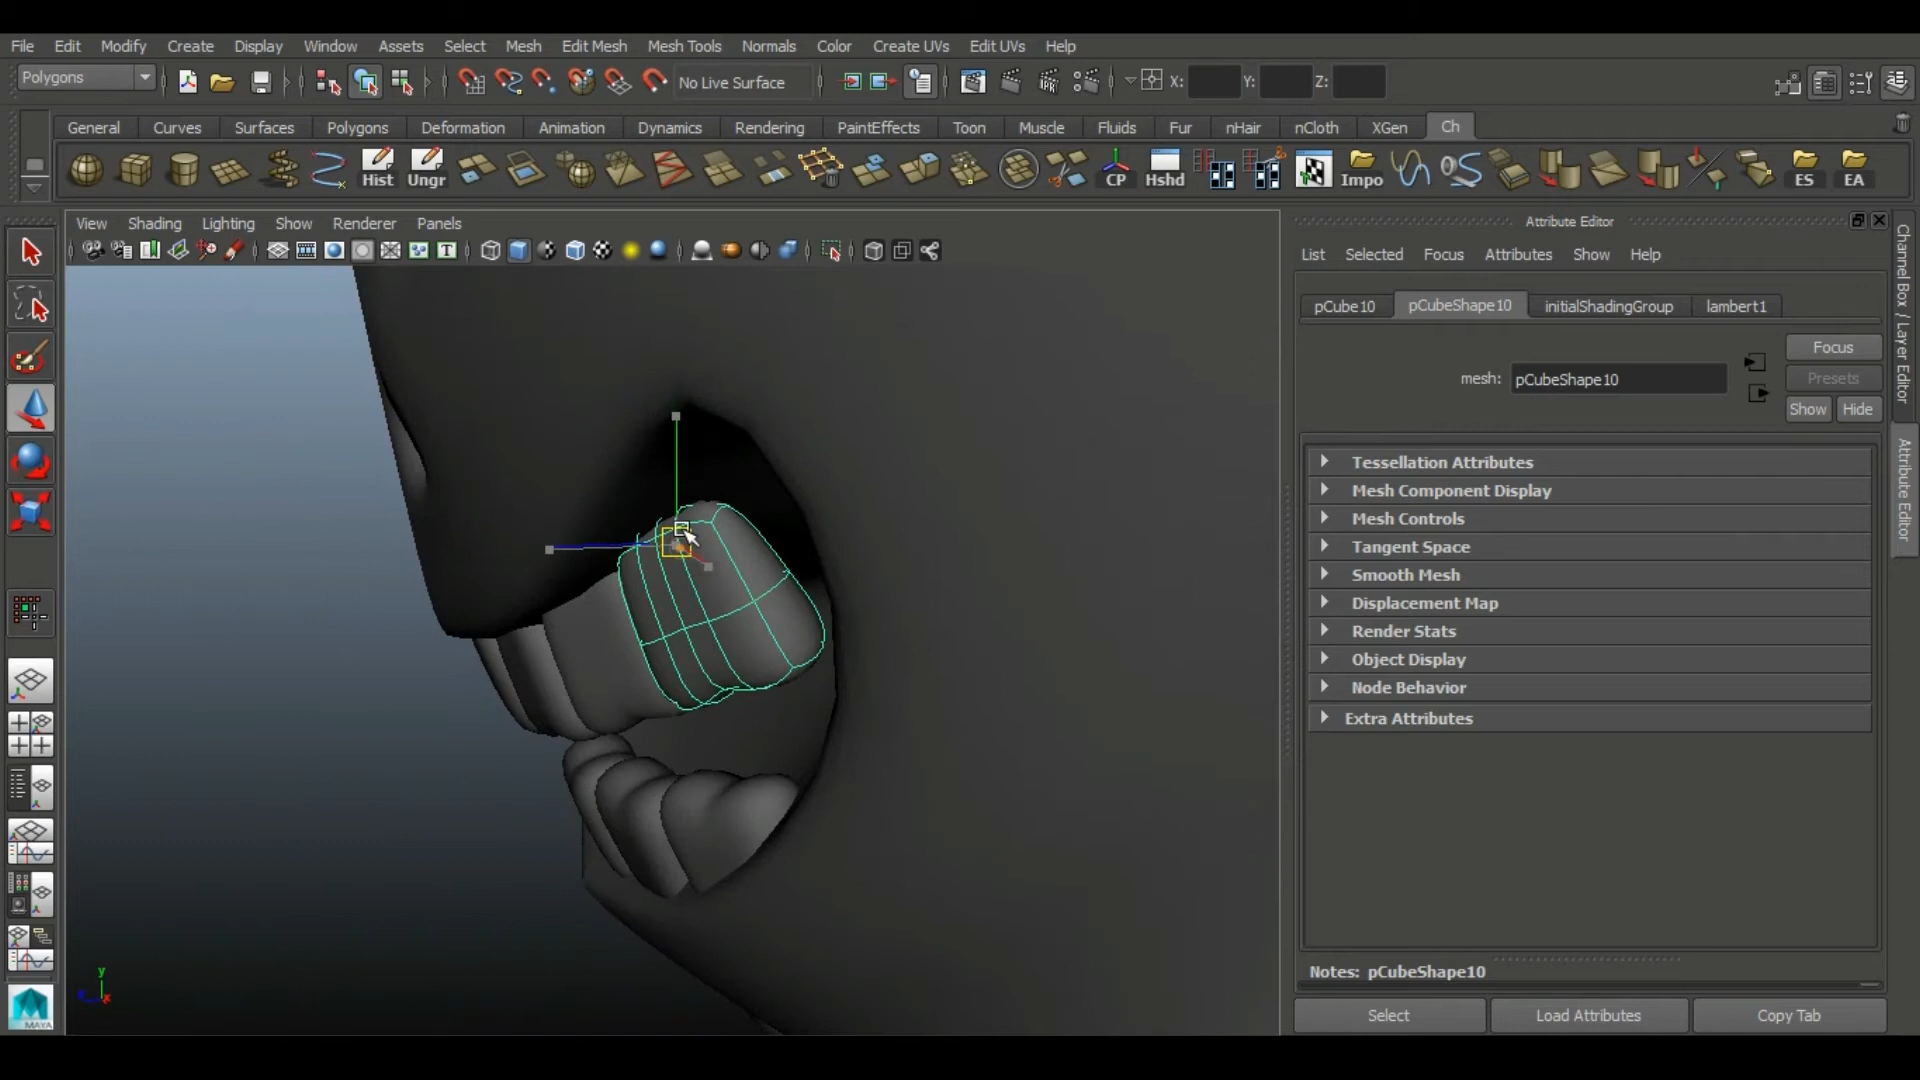 File Edit Modify Create Display Window Assets Select Mesh Edit Mesh Mesh Tools Normals Color Create UVs Edit UVs Help
Polygons No Live Surface X: Y: Z:
General Curves Surfaces Polygons Deformation Animation Dynamics Rendering PaintEffects Toon Muscle Fluids Fur nHair nCloth XGen Ch
Hist Ungr CP Hshd Impo ES EA
View Shading Lighting Show Renderer Panels
T
Attribute Editor
List Selected Focus Attributes Show Help
pCube10 pCubeShape10 initialShadingGroup lambert1
mesh: pCubeShape10
Focus
Presets
Show Hide
Tessellation Attributes
Mesh Component Display
Mesh Controls
Tangent Space
Smooth Mesh
Displacement Map
Render Stats
Object Display
Node Behavior
Extra Attributes
Notes: pCubeShape10
Select Load Attributes Copy Tab
Channel Box / Layer Editor
Attribute Editor
y
x
MAYA